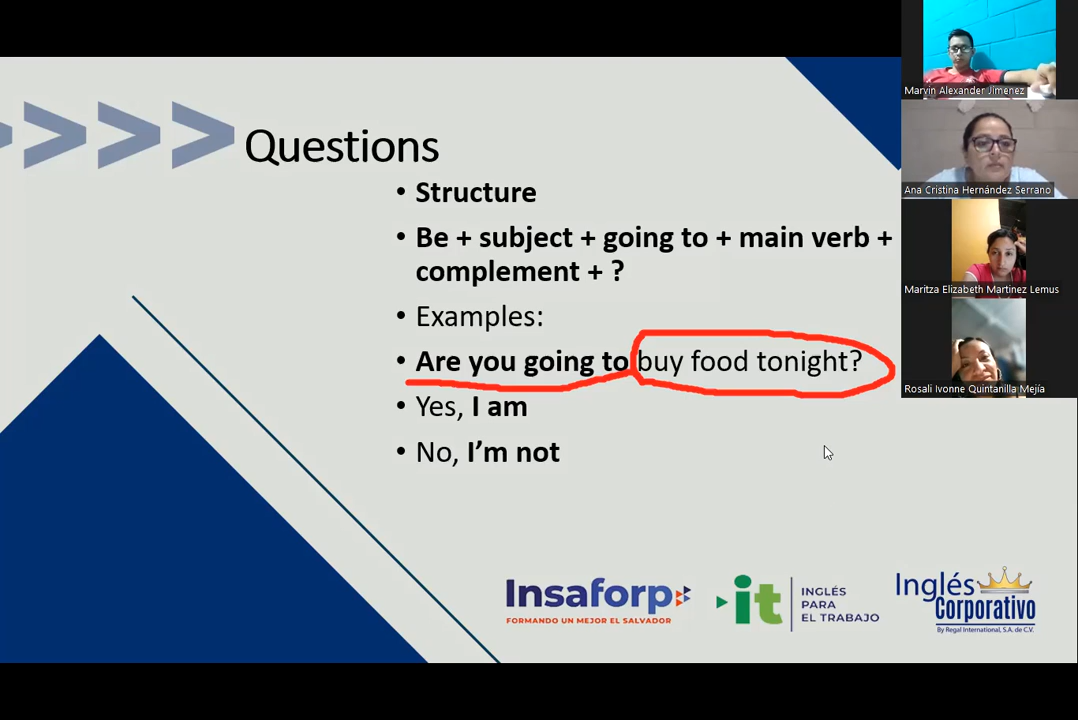 Questions
• Structure
• Be + subject + going to + main verb +
complement + ?
• Examples:
• Are you going to buy food tonight?
• Yes, I am
• No, I'm not
Insaforp
FORMANDO UN MEJOR EL SALVADOR
it
INGLÉS
PARA
EL TRABAJO
Inglés
Corporativo
By Regal International, S.A. de C.V.
Marvin Alexander Jimenez
Ana Cristina Hernández Serrano
Maritza Elizabeth Martinez Lemus
Rosali Ivonne Quintanilla Mejía